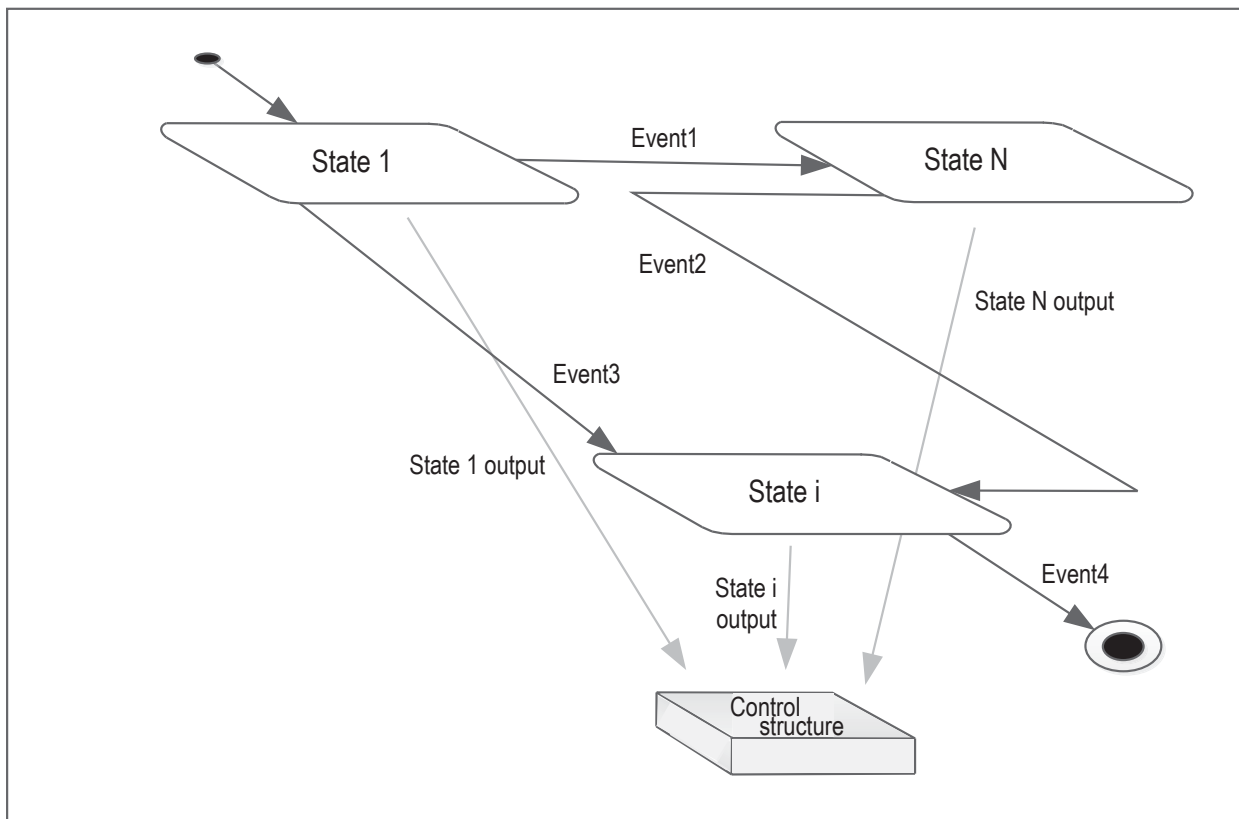 State 1
Event1
State N
Event2
State N output
Event3
State 1 output
State i
State i
output
Event4
Control
structure